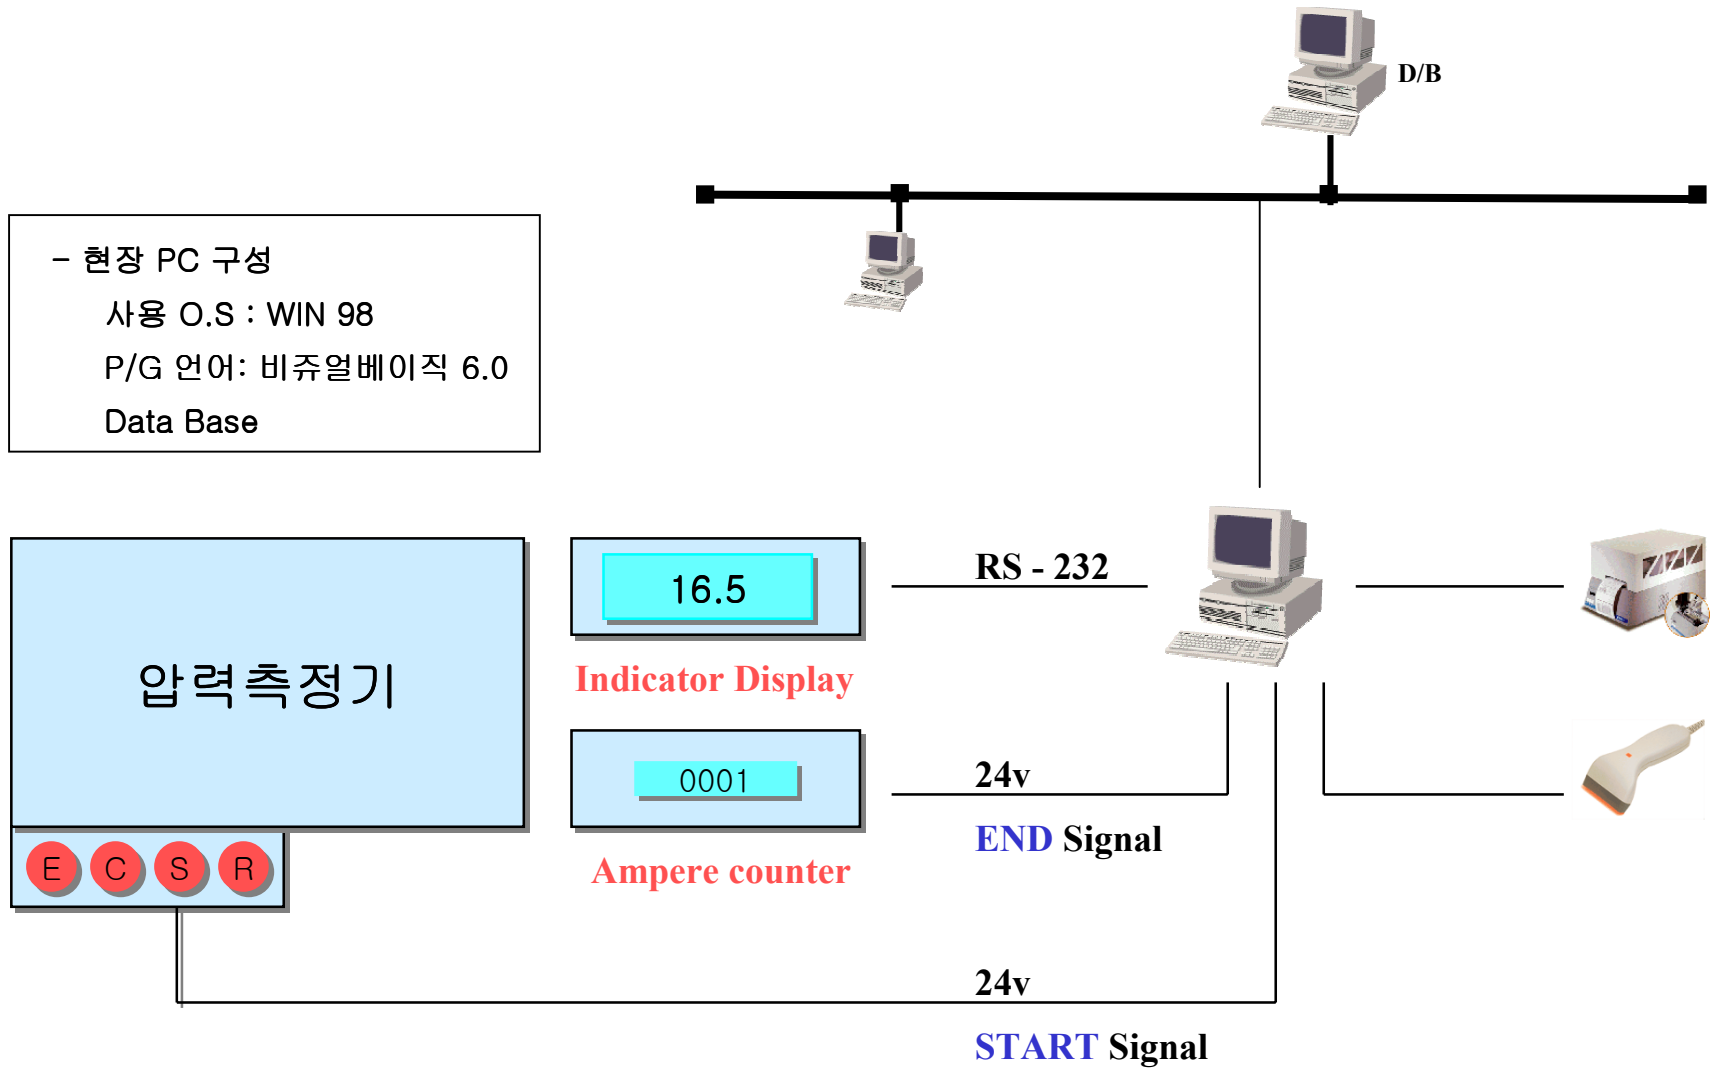 D/B
- 현장 PC 구성
사용 O.S : WIN 98
P/G 언어: 비쥬얼베이직 6.0
Data Base
압력측정기
E C S R
16.5
Indicator Display
0001
Ampere counter
RS - 232
24v
END Signal
24v
START Signal